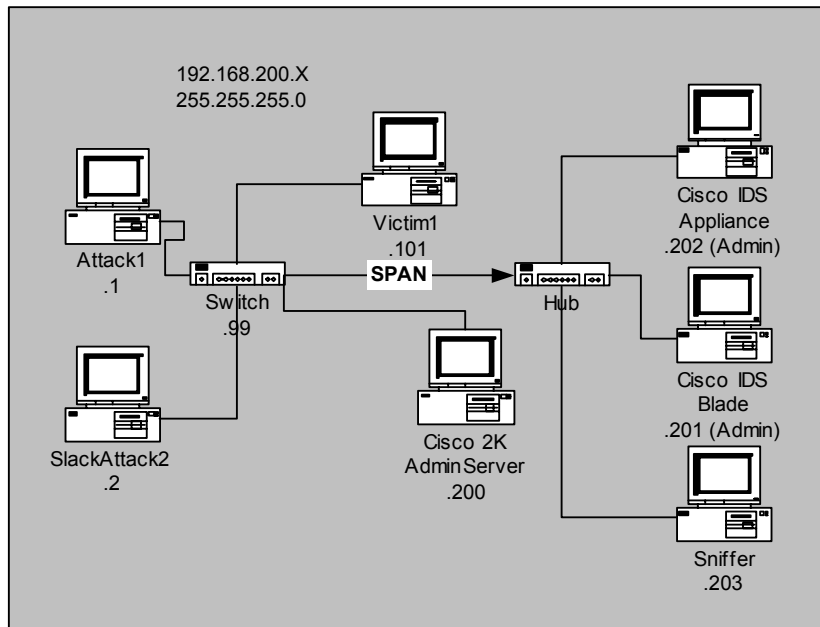 192.168.200.X
255.255.255.0
Attack1
.1
Victim1
.101
Cisco IDS
Appliance
.202 (Admin)
Switch
.99
SPAN
Hub
SlackAttack2
.2
Cisco 2K
AdminServer
.200
Cisco IDS
Blade
.201 (Admin)
Sniffer
.203